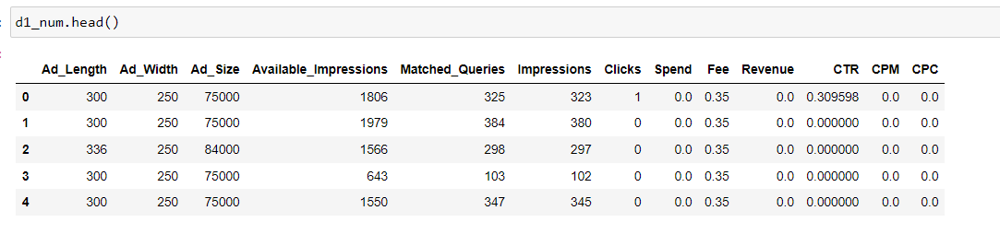 d1_num.head()
Ad_Length Ad_Width Ad_Size Available_Impressions Matched_Queries Impressions Clicks Spend Fee Revenue CTR CPM CPC
0 300 250 75000 1806 325 323 1 0.0 0.35 0.0 0.309598 0.0 0.0
1 300 250 75000 1979 384 380 0 0.0 0.35 0.0 0.000000 0.0 0.0
2 336 250 84000 1566 298 297 0 0.0 0.35 0.0 0.000000 0.0 0.0
3 300 250 75000 643 103 102 0 0.0 0.35 0.0 0.000000 0.0 0.0
4 300 250 75000 1550 347 345 0 0.0 0.35 0.0 0.000000 0.0 0.0